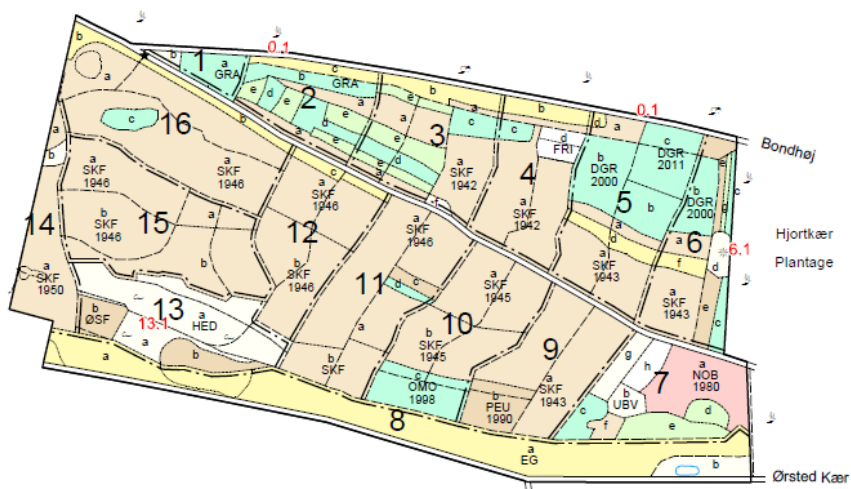 0.1
b
1
a
GRA
b
c
GRA
b
0.1
Bondhøj
a
b
a
16
c
b
e
d
e
2
a
e
e
d
3
a
e
a
b
c
d
FRI
d
a
b
DGR
2000
c
DGR
2011
b
DGR
2000
e
c
a
b
a
SKF
1946
a
SKF
1946
a
SKF
1942
4
a
SKF
1942
5
a
d
a
6
6.1
d
f
Hjortkær
Plantage
14
a
SKF
1950
15
b
SKF
1946
a
b
c
a
SKF
1946
12
b
SKF
1946
a
SKF
1946
11
c
d
a
a
SKF
1943
a
SKF
1943
e
c
13
13.1
a
HED
b
ØSF
a
b
b
SKF
a
SKF
1945
10
b
SKF
1945
9
a
SKF
1943
g
h
b
UBV
7
a
NOB
1980
c
OMO
1998
b
PEU
1990
c
f
e
d
a
8
a
EG
b
Ørsted Kær